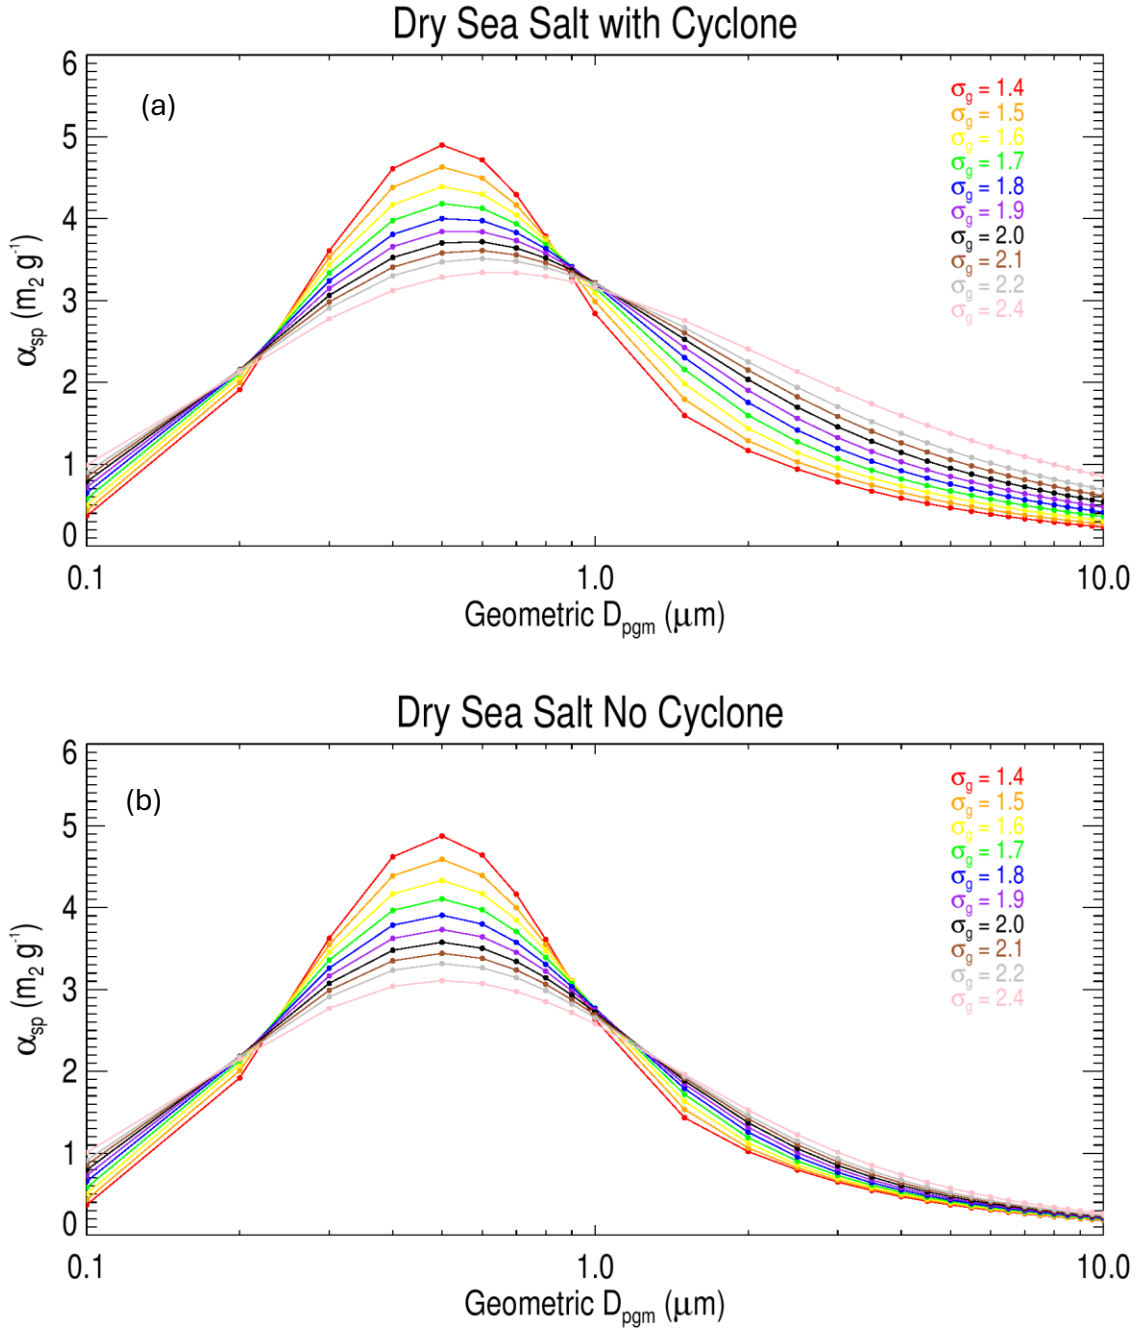 Dry Sea Salt with Cyclone
(a)
σg = 1.4
σg = 1.5
σg = 1.6
σg = 1.7
σg = 1.8
σg = 1.9
σg = 2.0
σg = 2.1
σg = 2.2
σg = 2.4
6
5
4
3
2
1
0
αsp (m2 g-1)
0.1 1.0 10.0
Geometric Dpgm (μm)
Dry Sea Salt No Cyclone
(b)
σg = 1.4
σg = 1.5
σg = 1.6
σg = 1.7
σg = 1.8
σg = 1.9
σg = 2.0
σg = 2.1
σg = 2.2
σg = 2.4
6
5
4
3
2
1
0
αsp (m2 g-1)
0.1 1.0 10.0
Geometric Dpgm (μm)